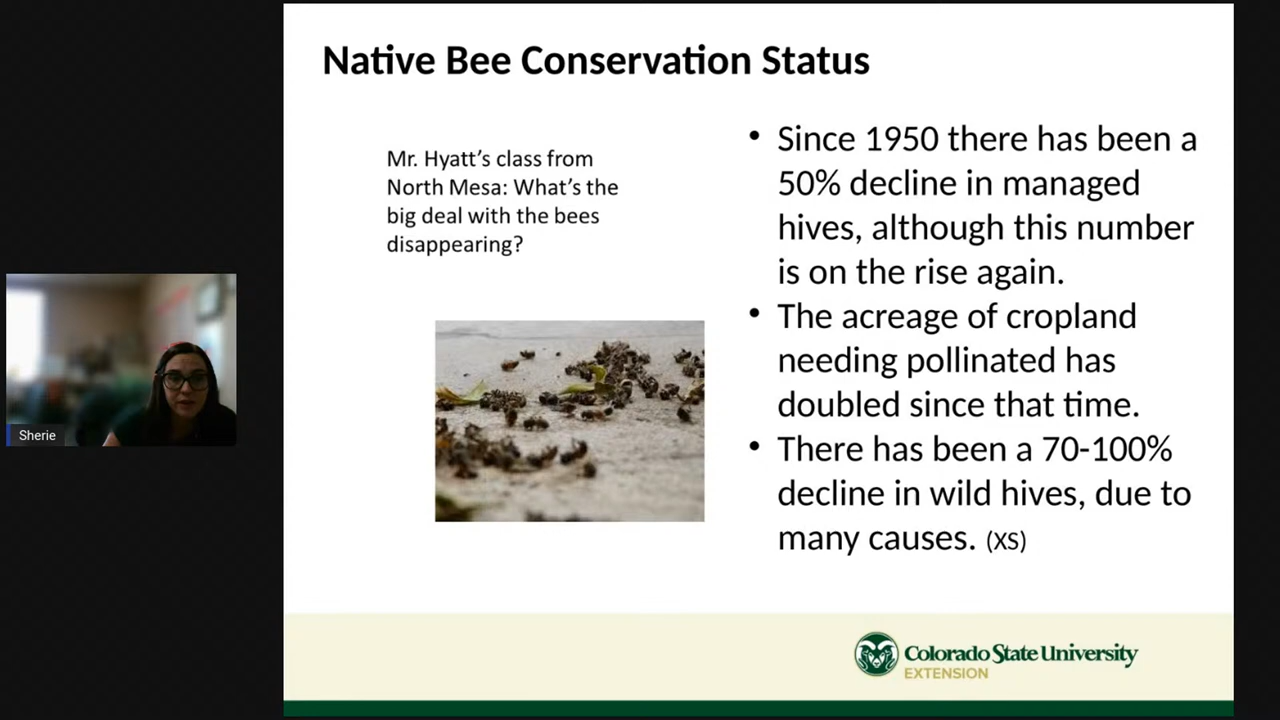 Native Bee Conservation Status
Mr. Hyatt’s class from
North Mesa: What’s the
big deal with the bees
disappearing?
• Since 1950 there has been a
50% decline in managed
hives, although this number
is on the rise again.
• The acreage of cropland
needing pollinated has
doubled since that time.
• There has been a 70-100%
decline in wild hives, due to
many causes. (XS)
Sherie
Colorado State University
EXTENSION